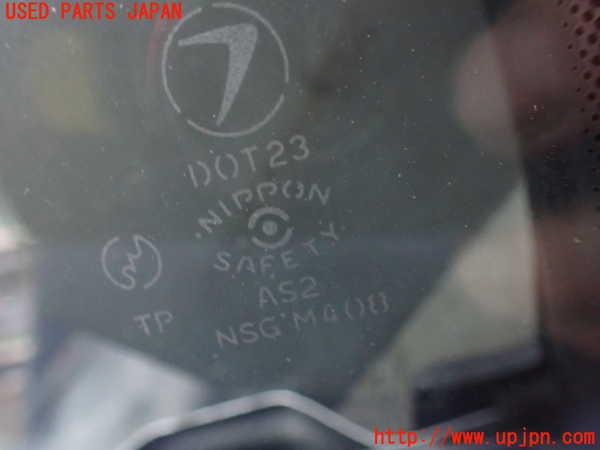 USED PARTS JAPAN
DOT23
NIPPON
SAFETY
AS2
TP
NSG M408
http://www.upjpn.com/